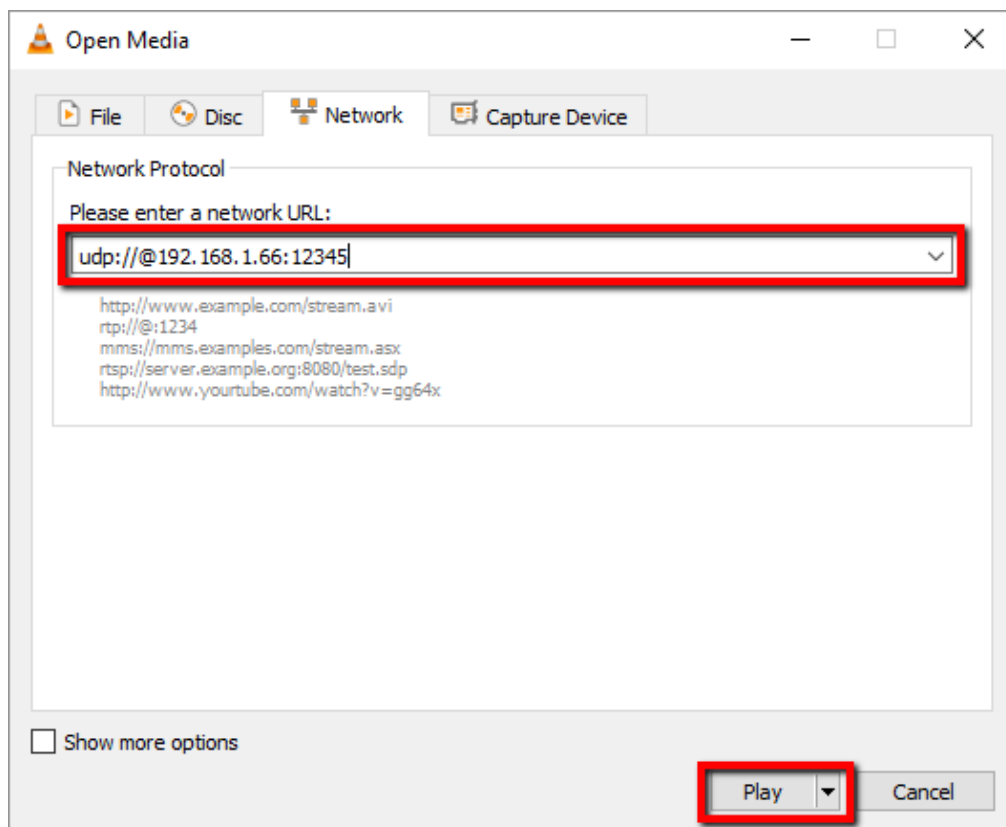 Open Media
File Disc Network Capture Device
Network Protocol
Please enter a network URL:
udp://@192.168.1.66:12345
http://www.example.com/stream.avi
rtp://@:1234
mms://mms.examples.com/stream.asx
rtsp://server.example.org:8080/test.sdp
http://www.yourtube.com/watch?v=gg64x
Show more options
Play Cancel